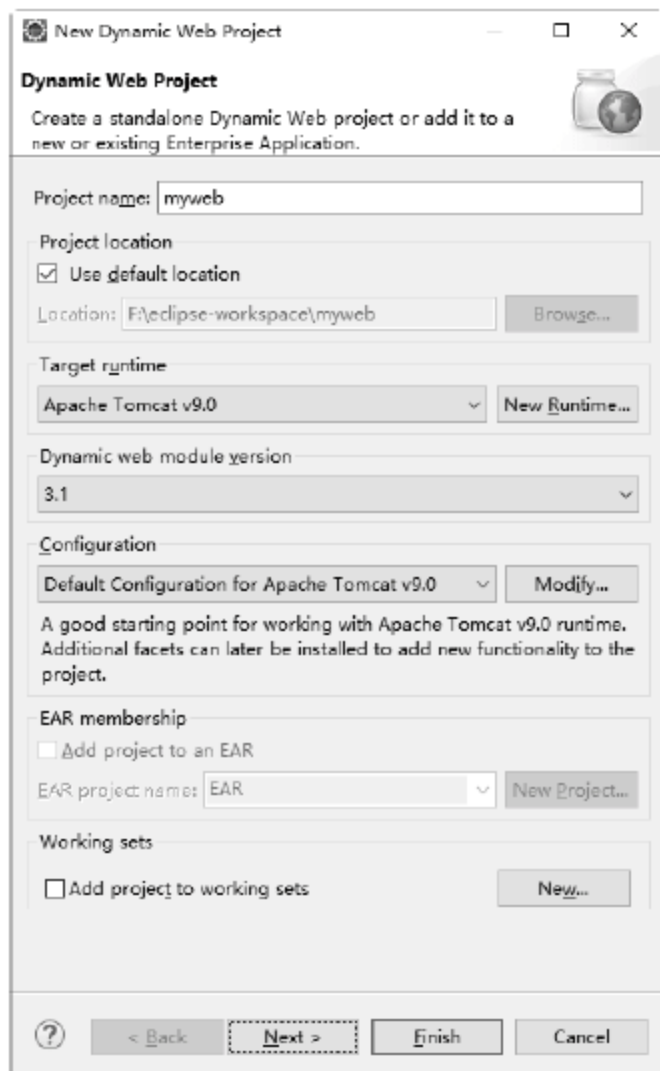 New Dynamic Web Project
Dynamic Web Project
Create a standalone Dynamic Web project or add it to a
new or existing Enterprise Application.
Project name: myweb
Project location
Use default location
Location: F:\eclipse-workspace\myweb Browse...
Target runtime
Apache Tomcat v9.0 New Runtime...
Dynamic web module version
3.1
Configuration
Default Configuration for Apache Tomcat v9.0 Modify...
A good starting point for working with Apache Tomcat v9.0 runtime.
Additional facets can later be installed to add new functionality to the
project.
EAR membership
Add project to an EAR
EAR project name: EAR New Project...
Working sets
Add project to working sets New...
? < Back Next > Finish Cancel